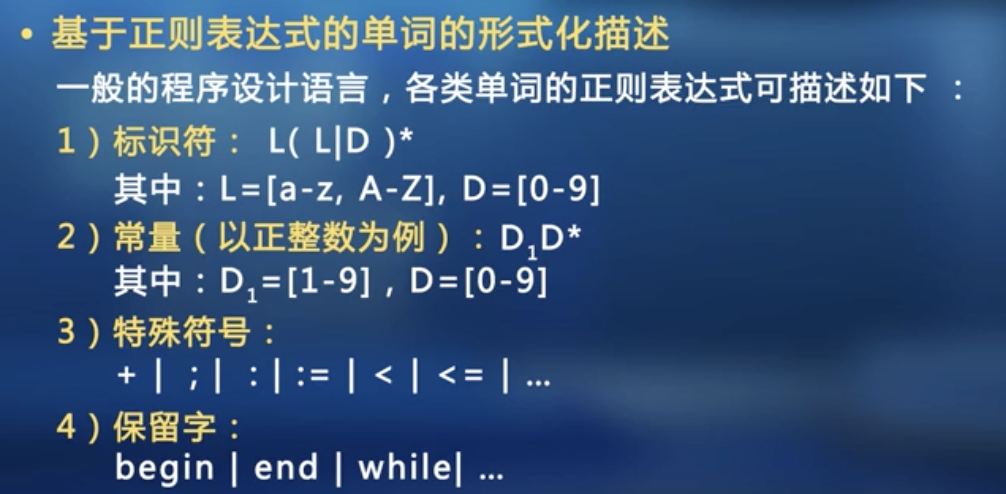 • 基于正则表达式的单词的形式化描述
一般的程序设计语言，各类单词的正则表达式可描述如下 ：
1）标识符： L( L|D )*
其中：L=[a-z, A-Z], D=[0-9]
2）常量（以正整数为例）：D₁D*
其中：D₁=[1-9]，D=[0-9]
3）特殊符号：
+ | ; | : | := | < | <= | ...
4）保留字：
begin | end | while| ...